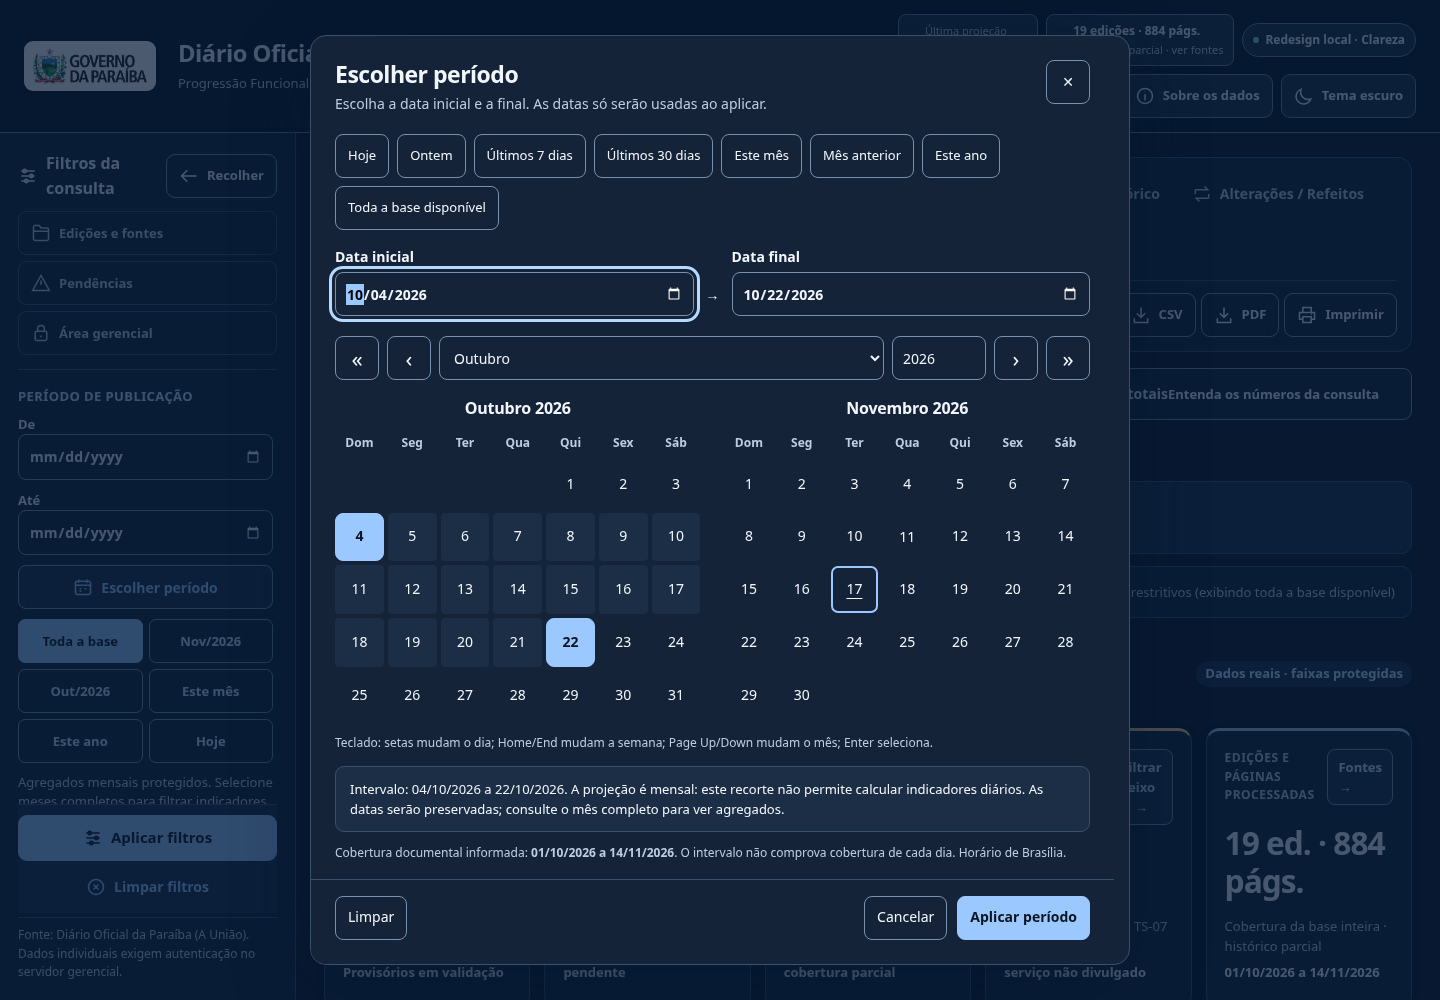 GOVERNO
DA PARAÍBA
Diário Oficia
Progressão Funcional
Última projeção
19 edições · 884 págs.
parcial · ver fontes
Redesign local · Clareza
Sobre os dados
Tema escuro
Filtros da
consulta
Recolher
Edições e fontes
Pendências
Área gerencial
PERÍODO DE PUBLICAÇÃO
De
mm/dd/yyyy
Até
mm/dd/yyyy
Escolher período
Toda a base
Nov/2026
Out/2026
Este mês
Este ano
Hoje
Agregados mensais protegidos. Selecione
meses completos para filtrar indicadores.
Aplicar filtros
Limpar filtros
Fonte: Diário Oficial da Paraíba (A União).
Dados individuais exigem autenticação no
servidor gerencial.
Escolher período
×
Escolha a data inicial e a final. As datas só serão usadas ao aplicar.
Hoje
Ontem
Últimos 7 dias
Últimos 30 dias
Este mês
Mês anterior
Este ano
Toda a base disponível
Data inicial
Data final
10/04/2026
→
10/22/2026
«
‹
Outubro
2026
›
»
Outubro 2026
Dom Seg Ter Qua Qui Sex Sáb
1 2 3
4 5 6 7 8 9 10
11 12 13 14 15 16 17
18 19 20 21 22 23 24
25 26 27 28 29 30 31
Novembro 2026
Dom Seg Ter Qua Qui Sex Sáb
1 2 3 4 5 6 7
8 9 10 11 12 13 14
15 16 17 18 19 20 21
22 23 24 25 26 27 28
29 30
Teclado: setas mudam o dia; Home/End mudam a semana; Page Up/Down mudam o mês; Enter seleciona.
Intervalo: 04/10/2026 a 22/10/2026. A projeção é mensal: este recorte não permite calcular indicadores diários. As
datas serão preservadas; consulte o mês completo para ver agregados.
Cobertura documental informada: 01/10/2026 a 14/11/2026. O intervalo não comprova cobertura de cada dia. Horário de Brasília.
Limpar
Cancelar
Aplicar período
órico
Alterações / Refeitos
CSV
PDF
Imprimir
totaisEntenda os números da consulta
restritivos (exibindo toda a base disponível)
Dados reais · faixas protegidas
iltrar
eixo
→
EDIÇÕES E
PÁGINAS
PROCESSADAS
Fontes
→
19 ed. · 884
págs.
TS-07
Cobertura da base inteira ·
histórico parcial
01/10/2026 a 14/11/2026
Provisórios em validação
pendente
cobertura parcial
serviço não divulgado